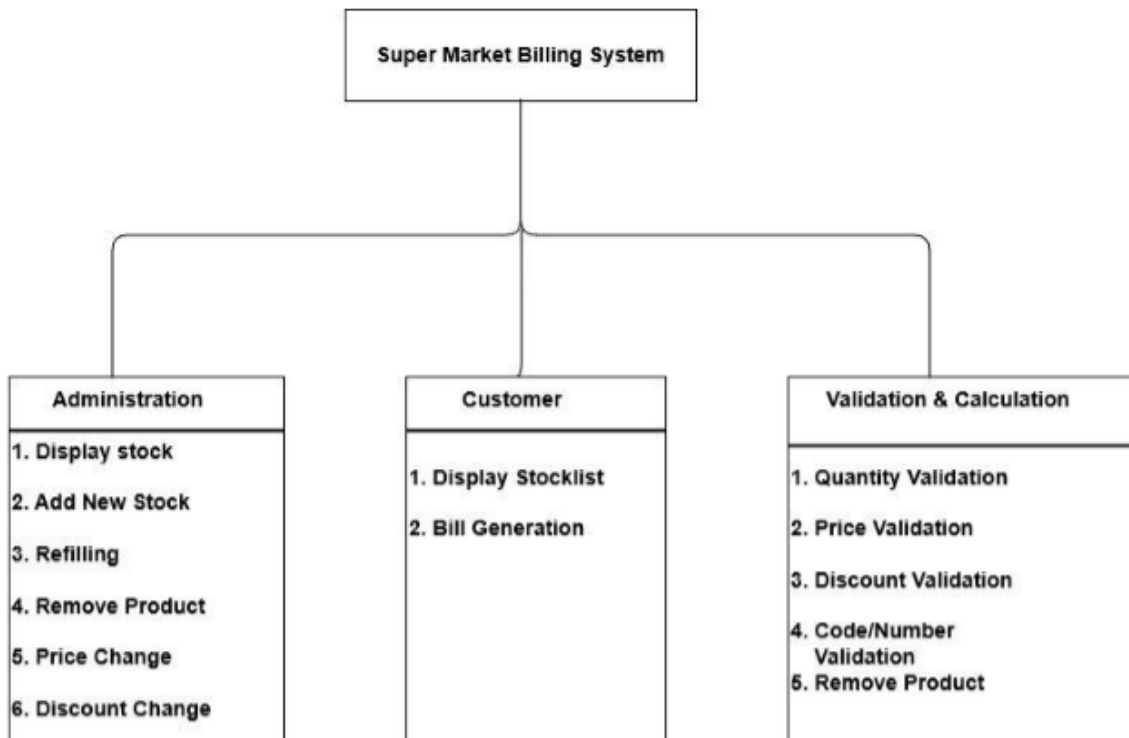 Super Market Billing System
Administration
1. Display stock
2. Add New Stock
3. Refilling
4. Remove Product
5. Price Change
6. Discount Change
Customer
1. Display Stocklist
2. Bill Generation
Validation & Calculation
1. Quantity Validation
2. Price Validation
3. Discount Validation
4. Code/Number
Validation
5. Remove Product